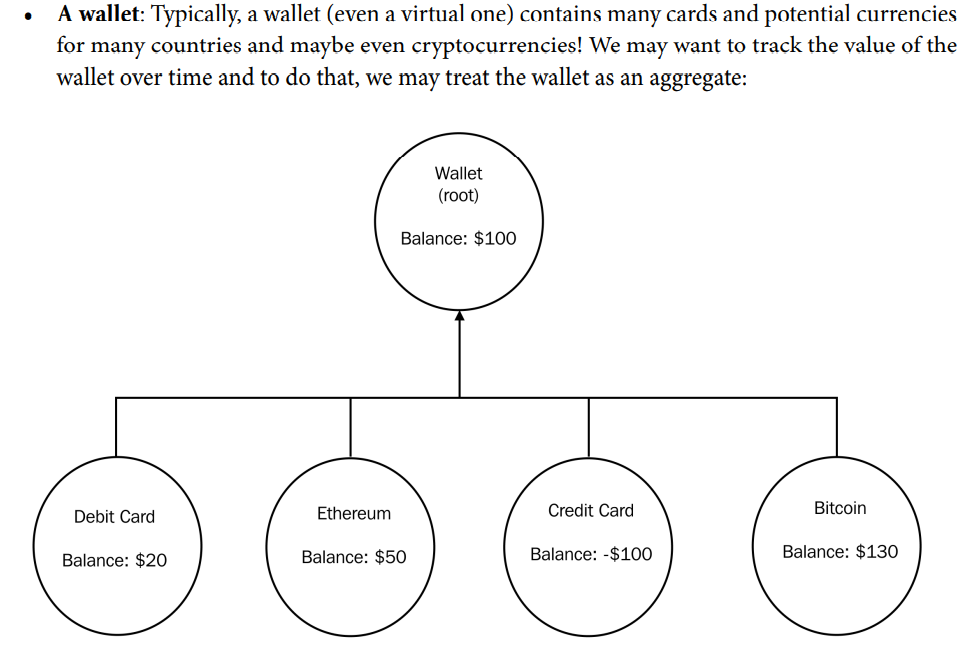 • A wallet: Typically, a wallet (even a virtual one) contains many cards and potential currencies
for many countries and maybe even cryptocurrencies! We may want to track the value of the
wallet over time and to do that, we may treat the wallet as an aggregate:
Wallet
(root)
Balance: $100
Debit Card
Balance: $20
Ethereum
Balance: $50
Credit Card
Balance: -$100
Bitcoin
Balance: $130